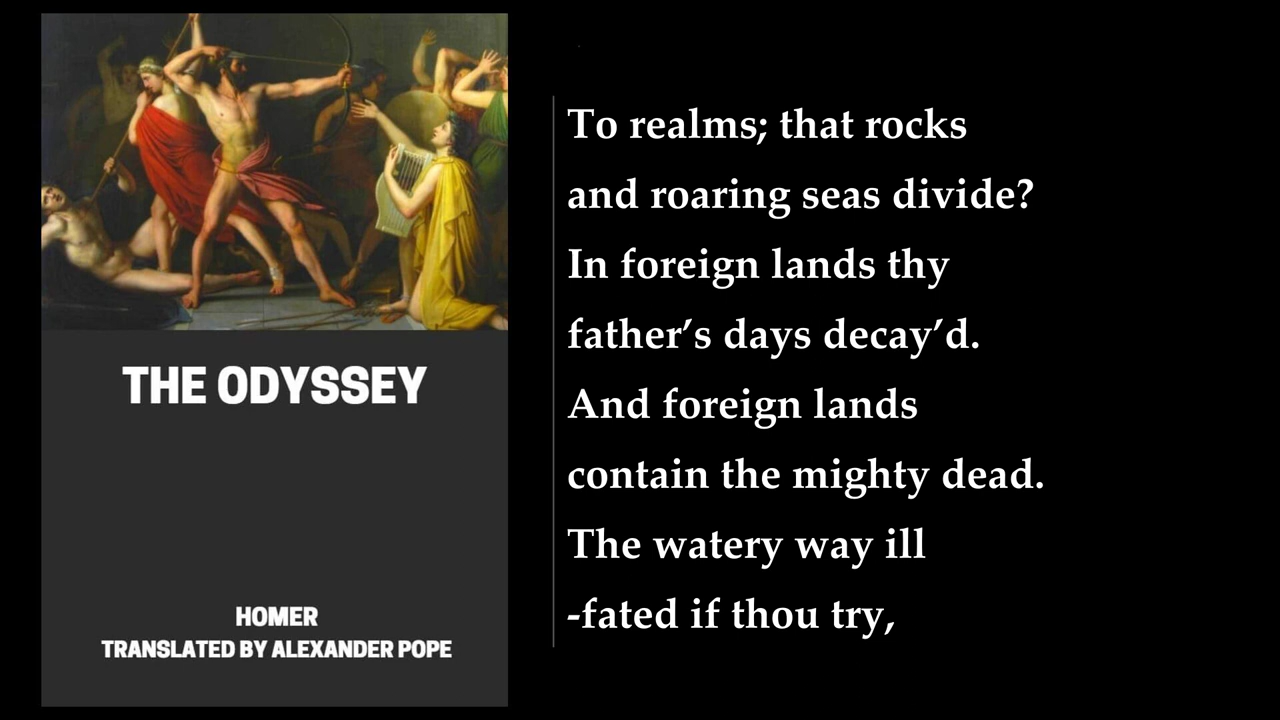 THE ODYSSEY
HOMER
TRANSLATED BY ALEXANDER POPE
To realms; that rocks
and roaring seas divide?
In foreign lands thy
father’s days decay’d.
And foreign lands
contain the mighty dead.
The watery way ill
-fated if thou try,